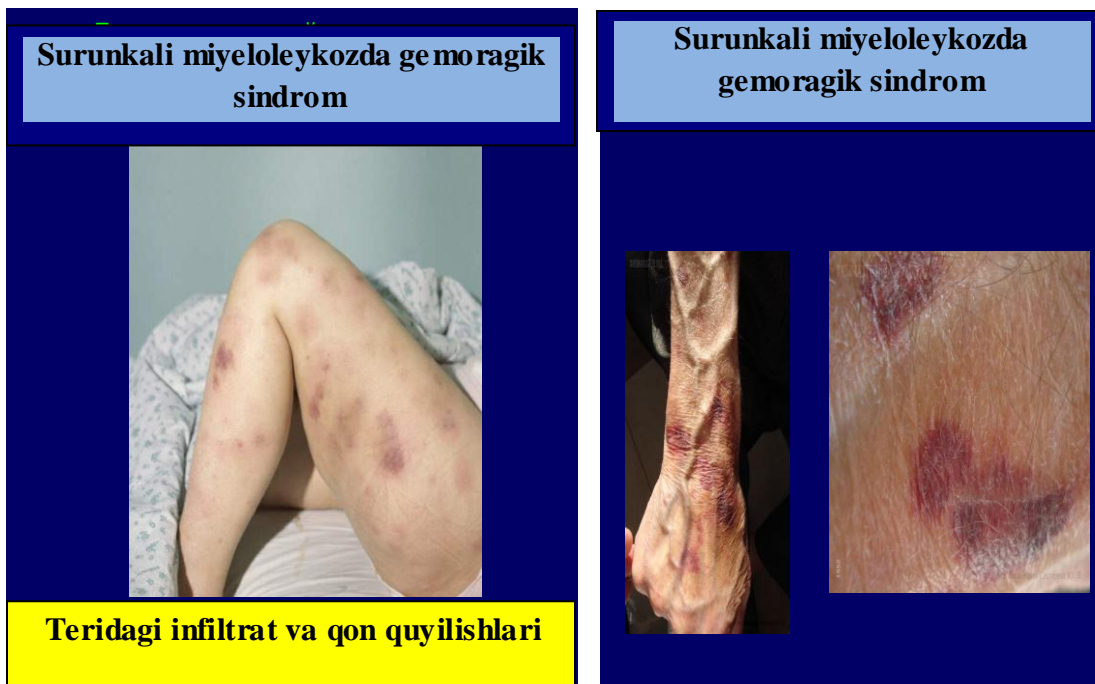 Surunkali miyeloleykozda gemoragik
sindrom
Teridagi infiltrat va qon quyilishlari
Surunkali miyeloleykozda
gemoragik sindrom